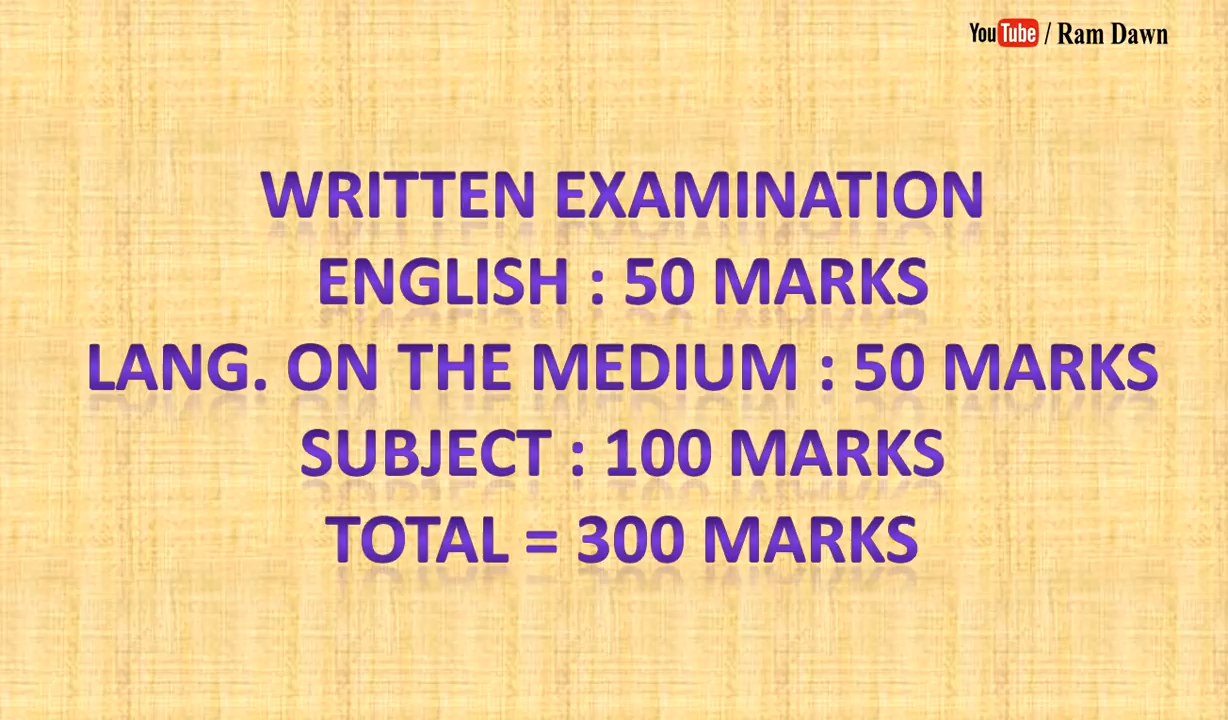 YouTube / Ram Dawn
WRITTEN EXAMINATION
ENGLISH : 50 MARKS
LANG. ON THE MEDIUM : 50 MARKS
SUBJECT : 100 MARKS
TOTAL = 300 MARKS